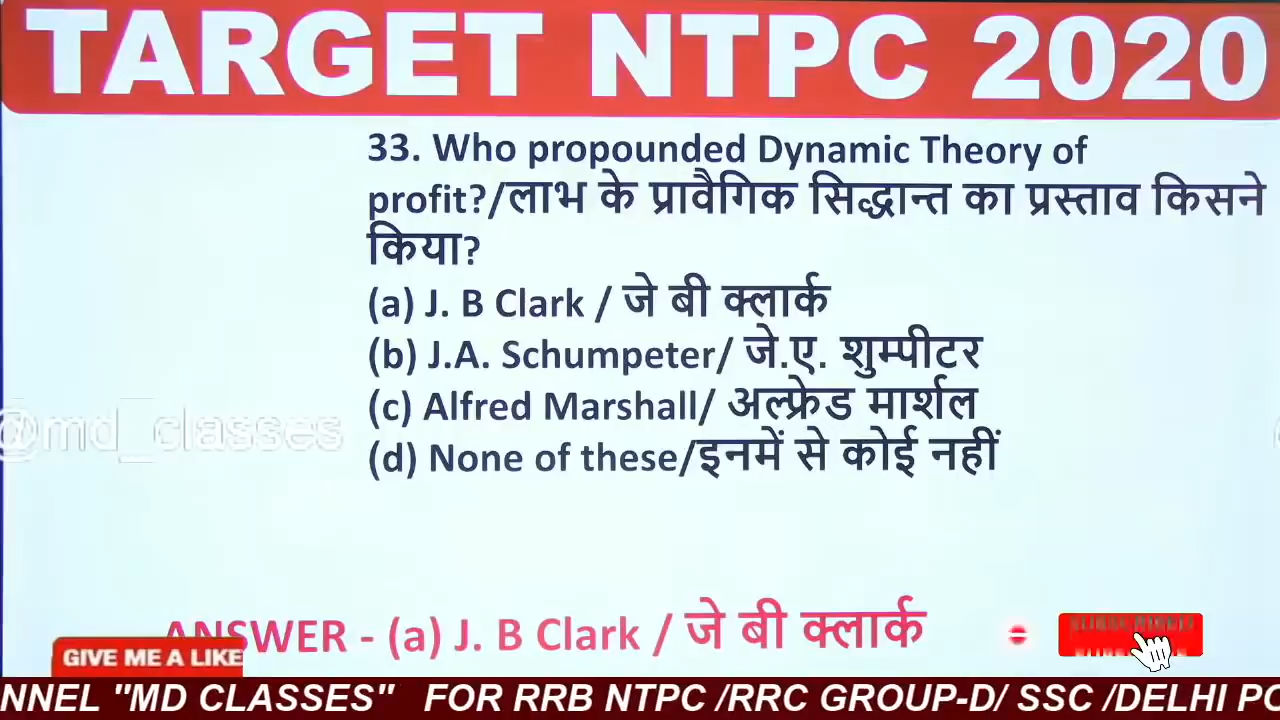 TARGET NTPC 2020
33. Who propounded Dynamic Theory of
profit?/लाभ के प्रावैगिक सिद्धान्त का प्रस्ताव किसने
किया?
(a) J. B Clark / जे बी क्लार्क
(b) J.A. Schumpeter/ जे.ए. शुम्पीटर
(c) Alfred Marshall/ अल्फ्रेड मार्शल
@md_classes
(d) None of these/इनमें से कोई नहीं
ANSWER - (a) J. B Clark / जे बी क्लार्क
GIVE ME A LIKE
NNEL "MD CLASSES" FOR RRB NTPC /RRC GROUP-D/ SSC /DELHI PO